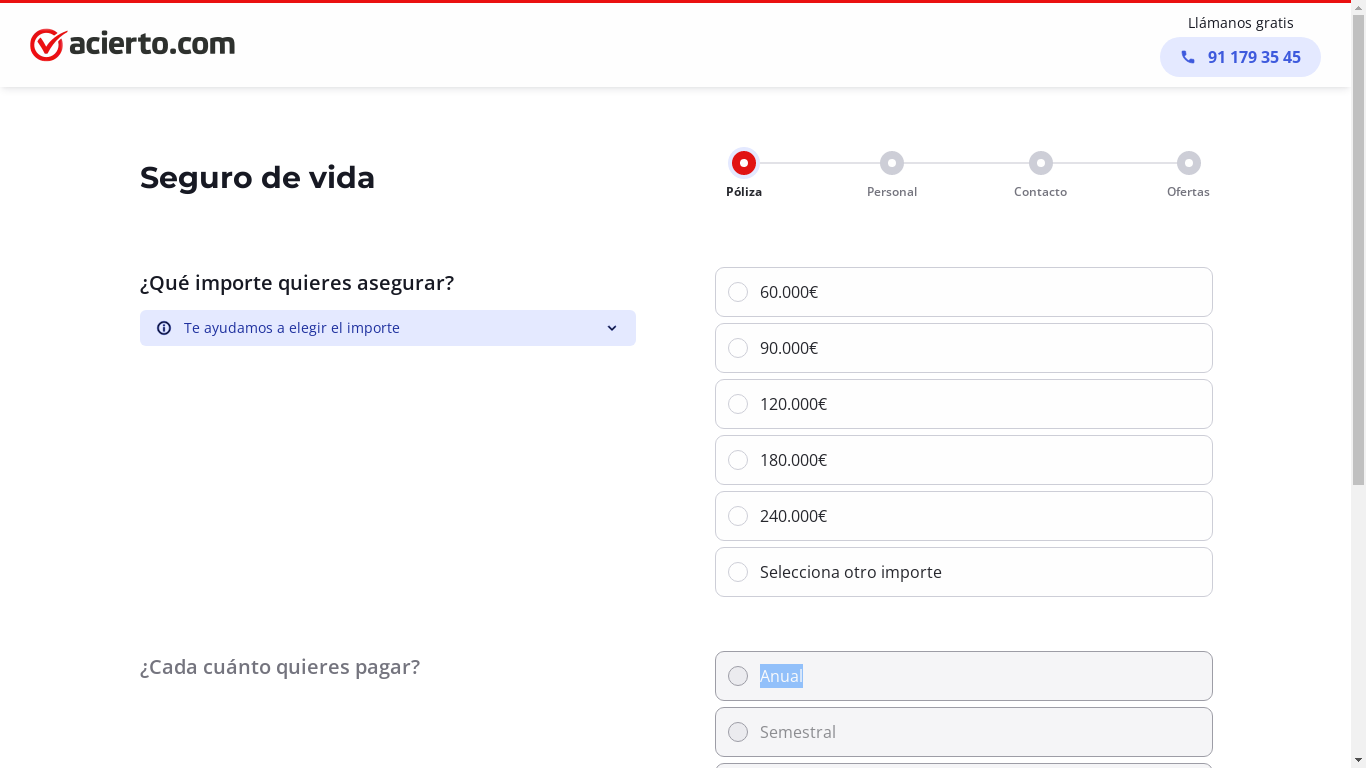 acierto.com
Llámanos gratis
91 179 35 45
Seguro de vida
Póliza
Personal
Contacto
Ofertas
¿Qué importe quieres asegurar?
Te ayudamos a elegir el importe
60.000€
90.000€
120.000€
180.000€
240.000€
Selecciona otro importe
¿Cada cuánto quieres pagar?
Anual
Semestral